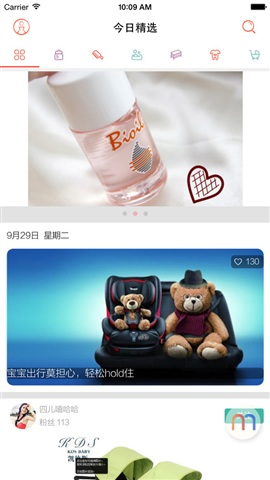 Carrier
10:09 AM
今日精选
Bioil
9月29日 星期二
130
宝宝出行莫担心，轻松hold住
四儿嘻哈哈
粉丝 113
m
KDS
KDS BABY